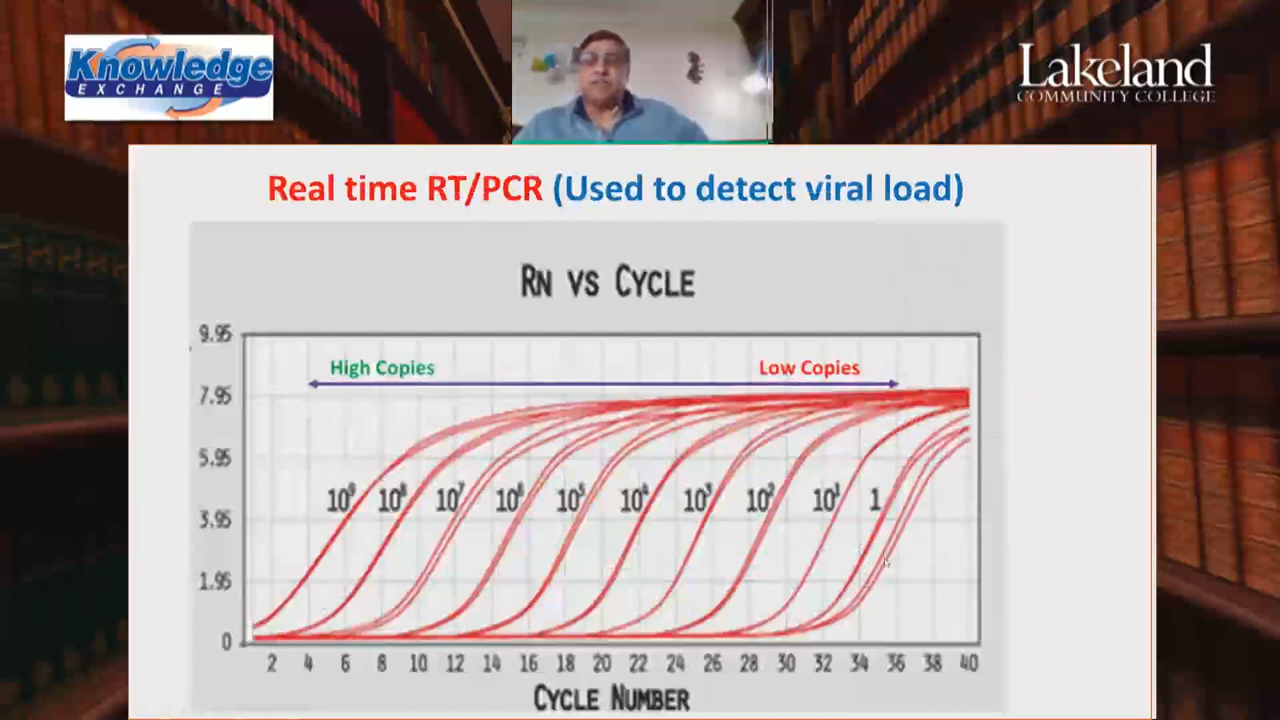 Knowledge
EXCHANGE
Lakeland
COMMUNITY COLLEGE
Real time RT/PCR (Used to detect viral load)
RN VS CYCLE
9.95
High Copies
Low Copies
7.95
5.95
10⁹ 10⁸ 10⁷ 10⁶ 10⁵ 10⁴ 10³ 10² 10¹ 1
3.95
1.95
0
2 4 6 8 10 12 14 16 18 20 22 24 26 28 30 32 34 36 38 40
CYCLE NUMBER